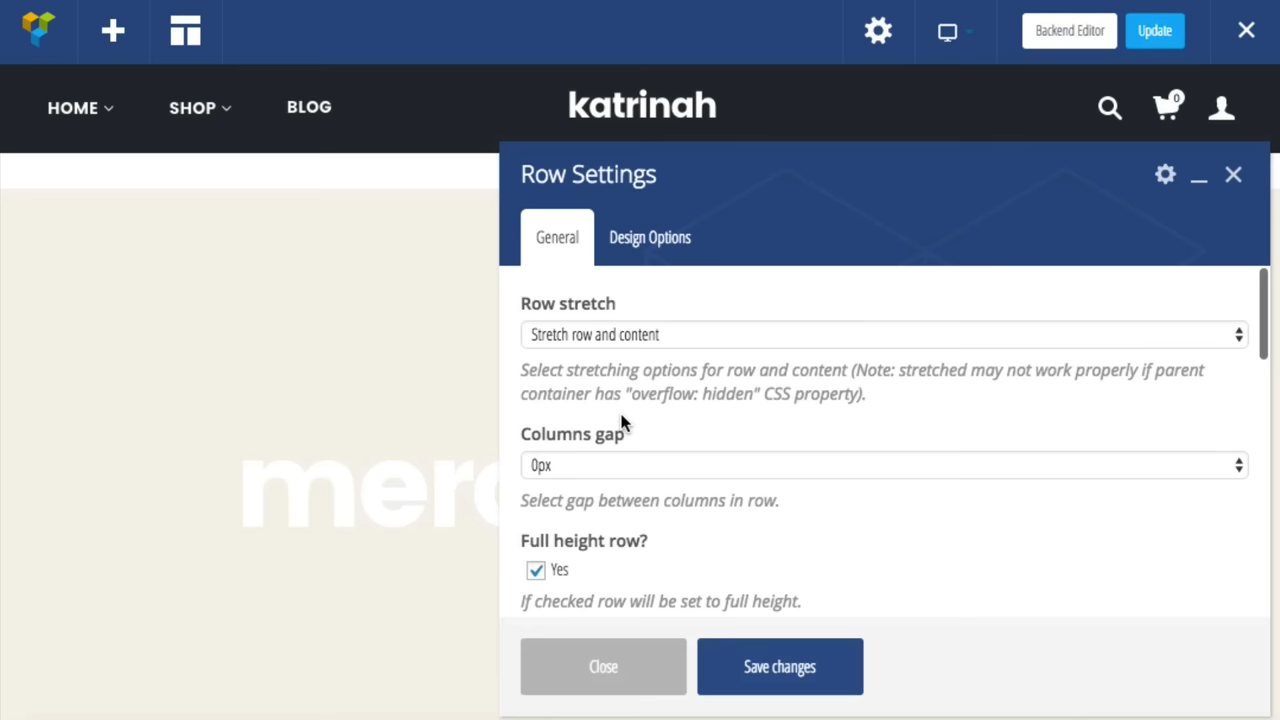 Backend Editor
Update
HOME
SHOP
BLOG
katrinah
0
Row Settings
General
Design Options
Row stretch
Stretch row and content
Select stretching options for row and content (Note: stretched may not work properly if parent
container has "overflow: hidden" CSS property).
Columns gap
0px
Select gap between columns in row.
Full height row?
Yes
If checked row will be set to full height.
Close
Save changes